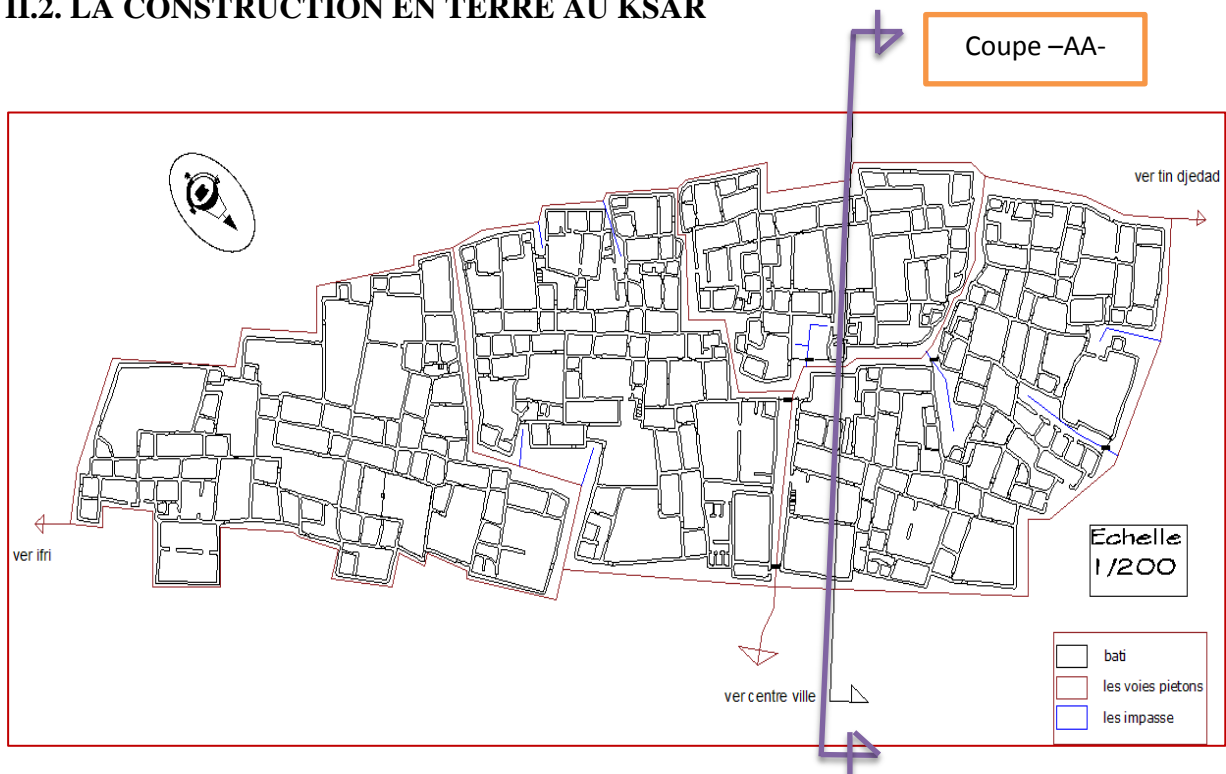 II.2. LA CONSTRUCTION EN TERRE AU KSAR
Coupe –AA-
ver tin djedad
ver ifri
Echelle
1/200
ver centre ville
bati
les voies pietons
les impasse